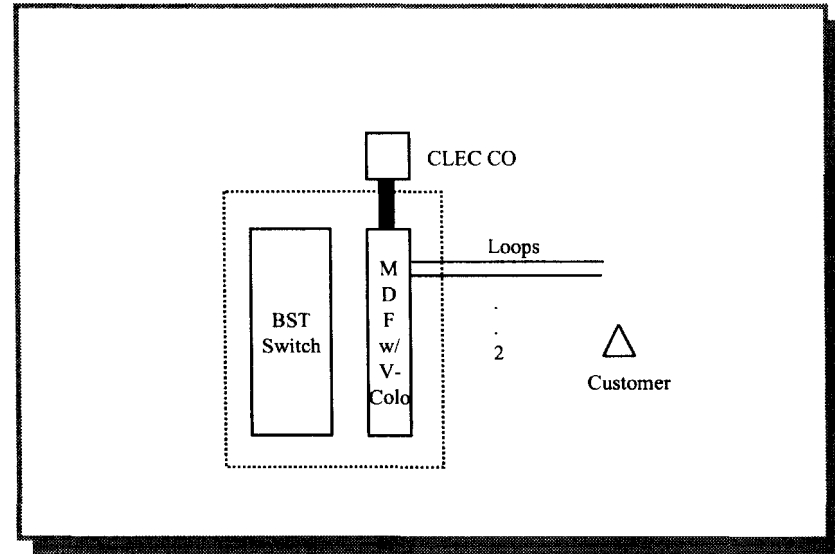 CLEC CO
Loops
BST
Switch
M
D
F
w/
V-
Colo
.
.
2
Customer